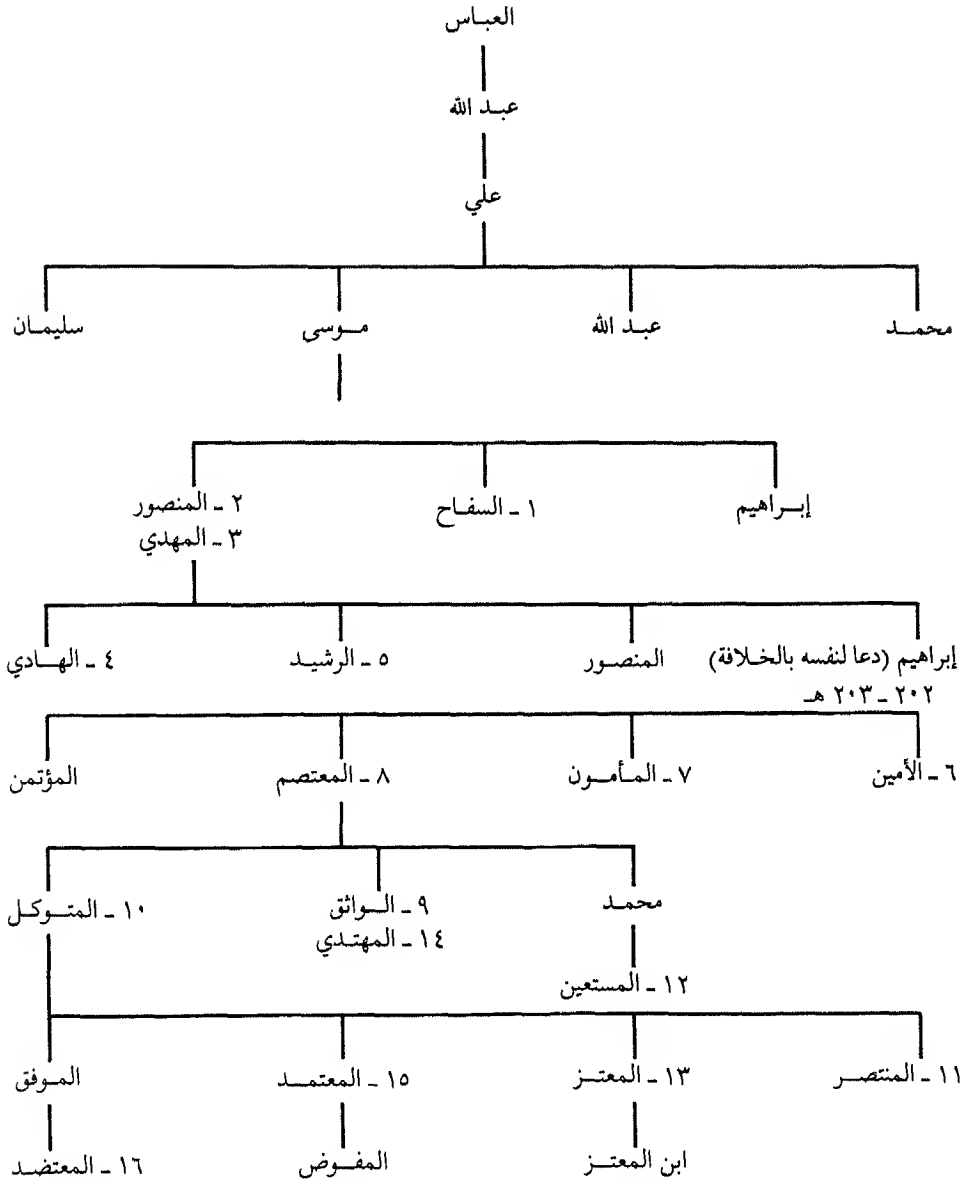 العباس
عبد الله
علي
محمد
عبد الله
موسى
سليمان
إبراهيم
١ - السفاح
٢ - المنصور
٣ - المهدي
إبراهيم (دعا لنفسه بالخلافة)
٢٠٢ - ٢٠٣ هـ
المنصور
٥ - الرشيد
٤ - الهادي
٦ - الأمين
٧ - المأمون
٨ - المعتصم
المؤتمن
محمد
٩ - الواثق
١٤ - المهتدي
١٠ - المتوكل
١٢ - المستعين
١١ - المنتصر
١٣ - المعتز
١٥ - المعتمد
الموفق
ابن المعتز
المفوض
١٦ - المعتضد